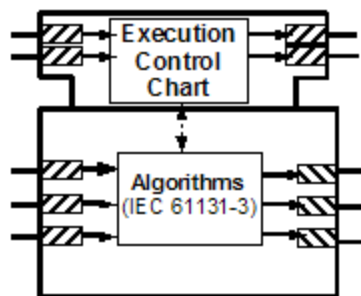 Execution
Control
Chart
Algorithms
(IEC 61131-3)